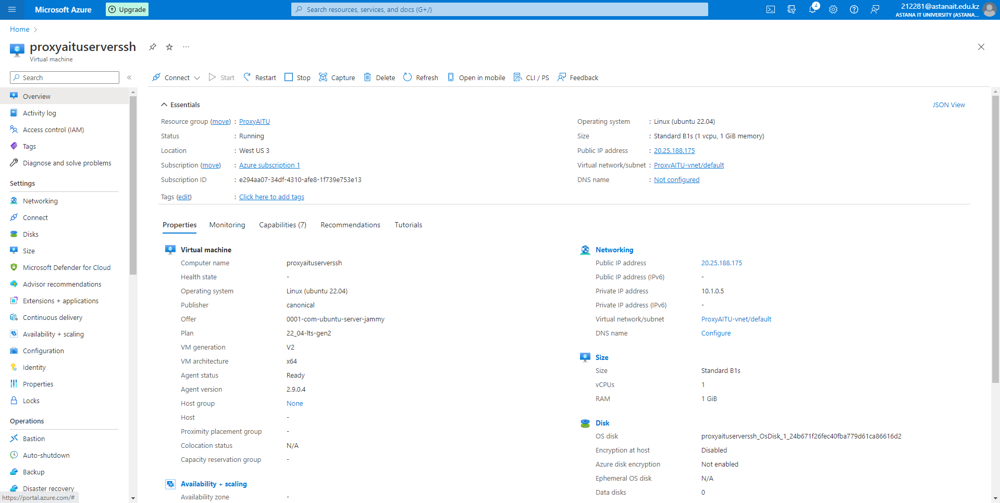 Microsoft Azure
Upgrade
Search resources, services, and docs (G+/)
4
212281@astanait.edu.kz
ASTANA IT UNIVERSITY (ASTANA...
Home
proxyaituserverssh
Virtual machine
Search
Connect
Start
Restart
Stop
Capture
Delete
Refresh
Open in mobile
CLI / PS
Feedback
Overview
Activity log
Access control (IAM)
Tags
Diagnose and solve problems
Settings
Networking
Connect
Disks
Size
Microsoft Defender for Cloud
Advisor recommendations
Extensions + applications
Continuous delivery
Availability + scaling
Configuration
Identity
Properties
Locks
Operations
Bastion
Auto-shutdown
Backup
Disaster recovery
https://portal.azure.com/#
Essentials
JSON View
Resource group (move) : ProxyAITU
Status : Running
Location : West US 3
Subscription (move) : Azure subscription 1
Subscription ID : e294aa07-34df-4310-afe8-1f739e753e13
Tags (edit) : Click here to add tags
Operating system : Linux (ubuntu 22.04)
Size : Standard B1s (1 vcpu, 1 GiB memory)
Public IP address : 20.25.188.175
Virtual network/subnet : ProxyAITU-vnet/default
DNS name : Not configured
Properties
Monitoring
Capabilities (7)
Recommendations
Tutorials
Virtual machine
Computer name proxyaituserverssh
Health state -
Operating system Linux (ubuntu 22.04)
Publisher canonical
Offer 0001-com-ubuntu-server-jammy
Plan 22_04-lts-gen2
VM generation V2
VM architecture x64
Agent status Ready
Agent version 2.9.0.4
Host group None
Host -
Proximity placement group -
Colocation status N/A
Capacity reservation group -
Availability + scaling
Availability zone -
Networking
Public IP address 20.25.188.175
Public IP address (IPv6) -
Private IP address 10.1.0.5
Private IP address (IPv6) -
Virtual network/subnet ProxyAITU-vnet/default
DNS name Configure
Size
Size Standard B1s
vCPUs 1
RAM 1 GiB
Disk
OS disk proxyaituserverssh_OsDisk_1_24b671f26fec40fba779d61ca86616d2
Encryption at host Disabled
Azure disk encryption Not enabled
Ephemeral OS disk N/A
Data disks 0